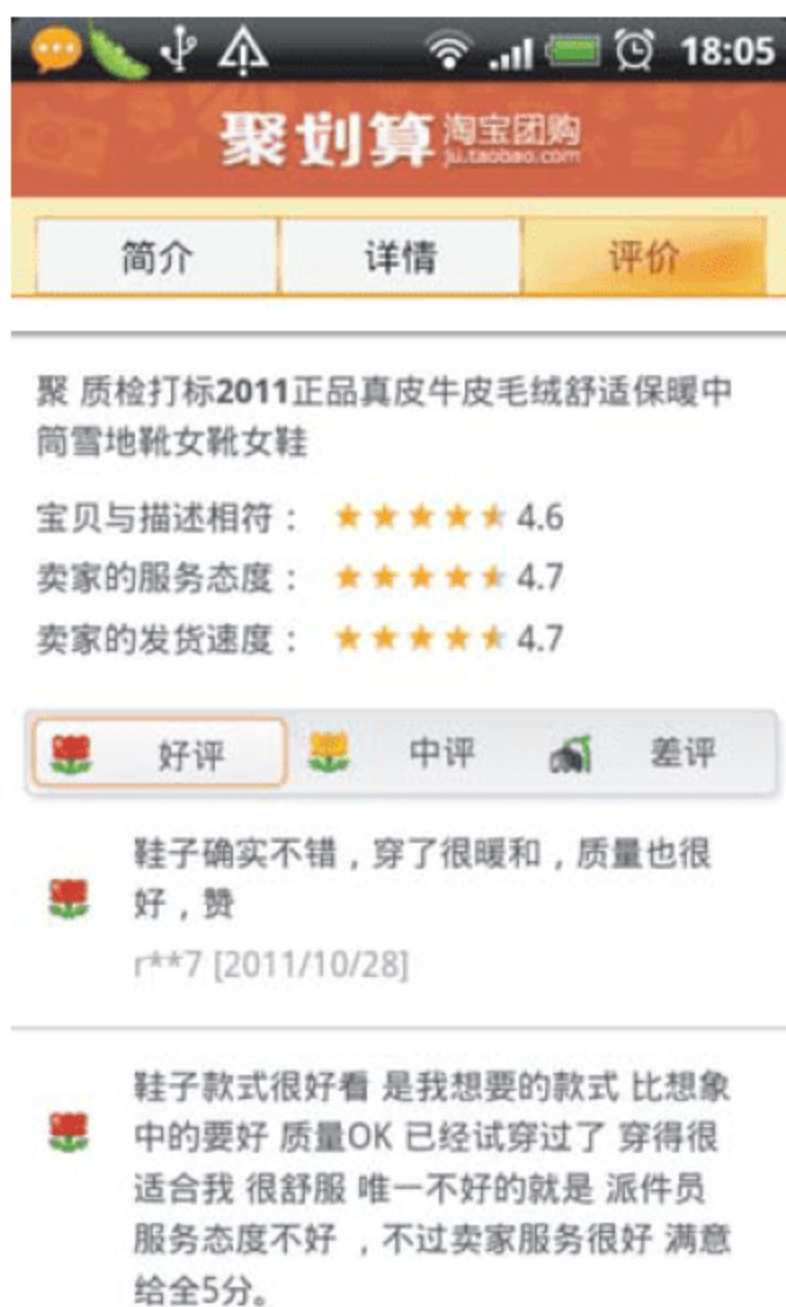 18:05
聚划算 淘宝团购
ju.taobao.com
简介 详情 评价
聚 质检打标2011正品真皮牛皮毛绒舒适保暖中
筒雪地靴女靴女鞋
宝贝与描述相符： 4.6
卖家的服务态度： 4.7
卖家的发货速度： 4.7
好评 中评 差评
鞋子确实不错，穿了很暖和，质量也很
好，赞
r**7 [2011/10/28]
鞋子款式很好看 是我想要的款式 比想象
中的要好 质量OK 已经试穿过了 穿得很
适合我 很舒服 唯一不好的就是 派件员
服务态度不好 ，不过卖家服务很好 满意
给全5分。